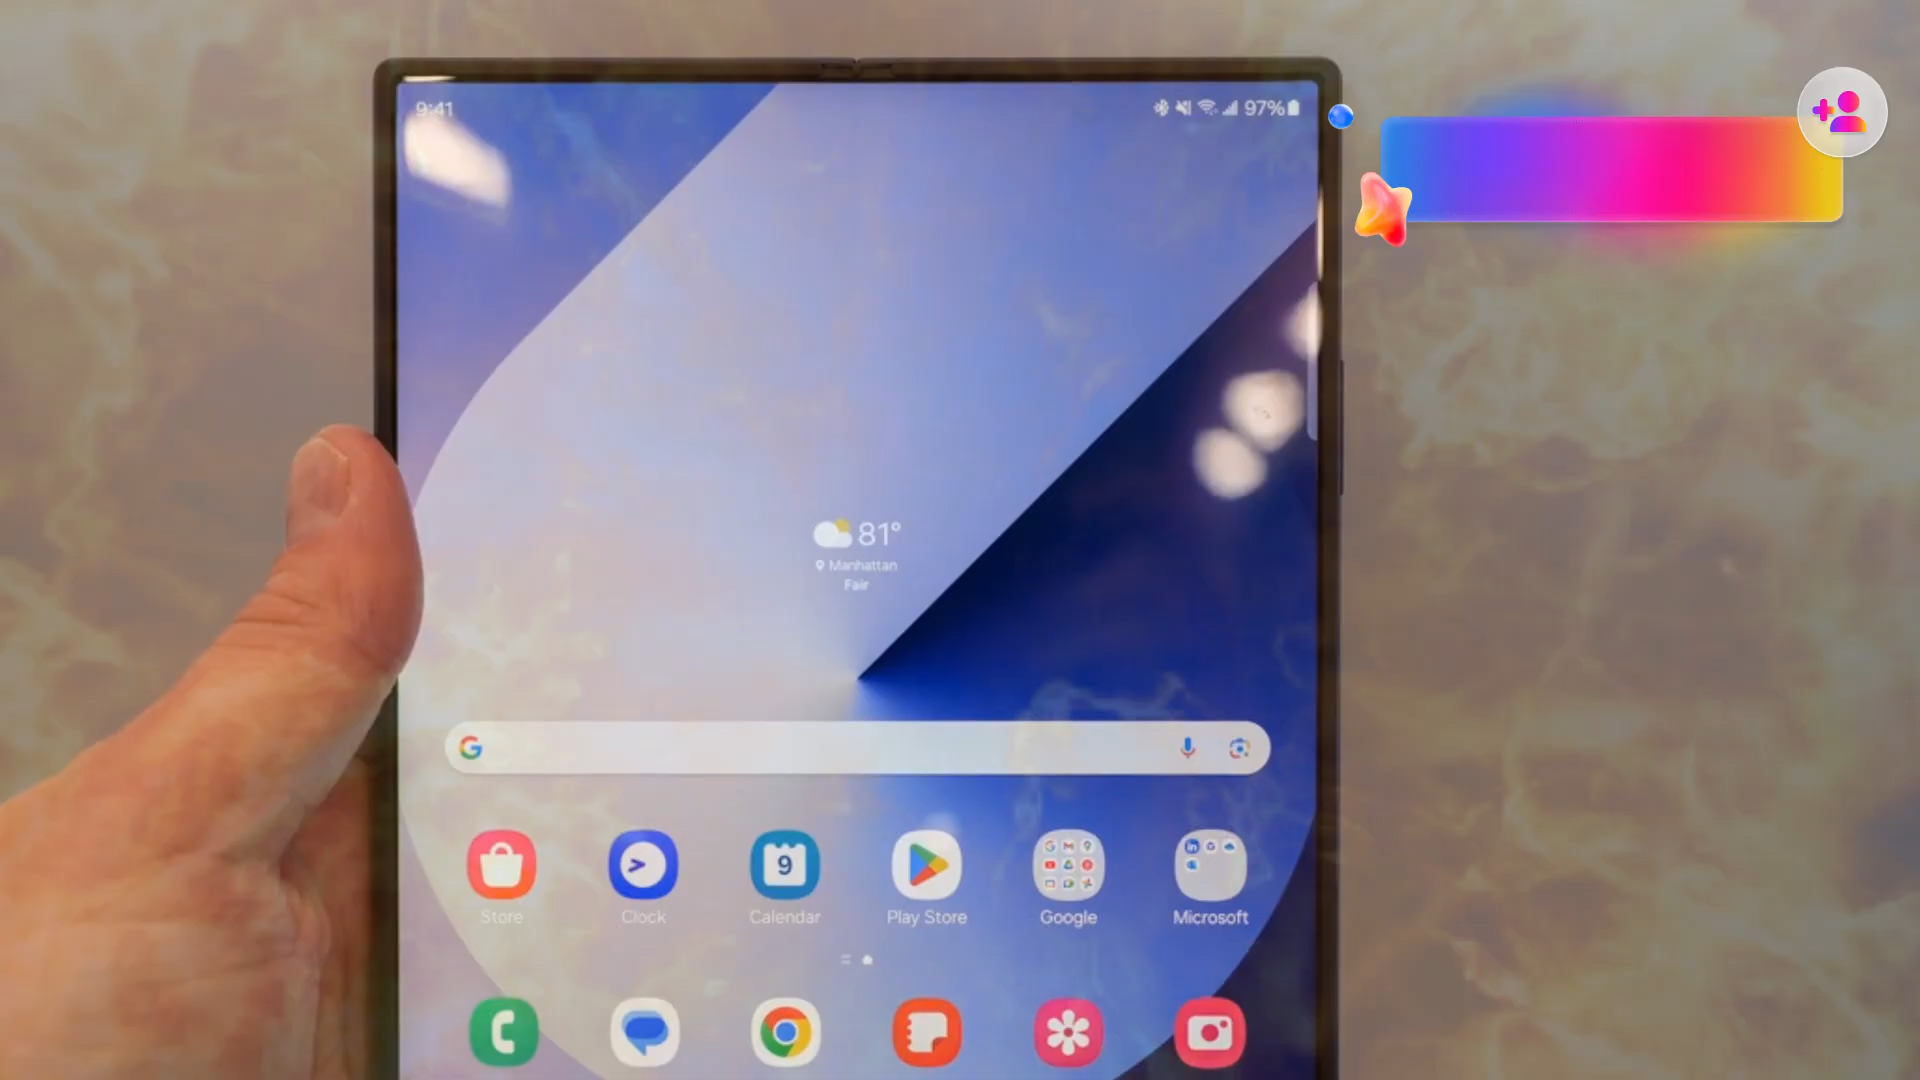 9:41
97%
81°
Manhattan
Fair
9
Store
Clock
Calendar
Play Store
Google
Microsoft